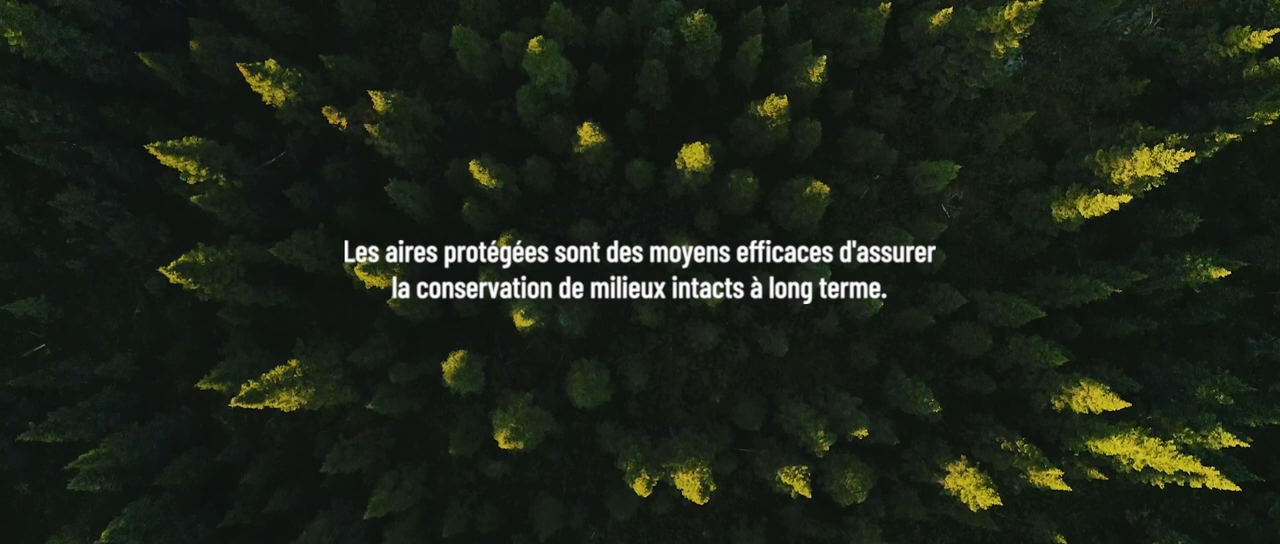 Les aires protégées sont des moyens efficaces d'assurer
la conservation de milieux intacts à long terme.